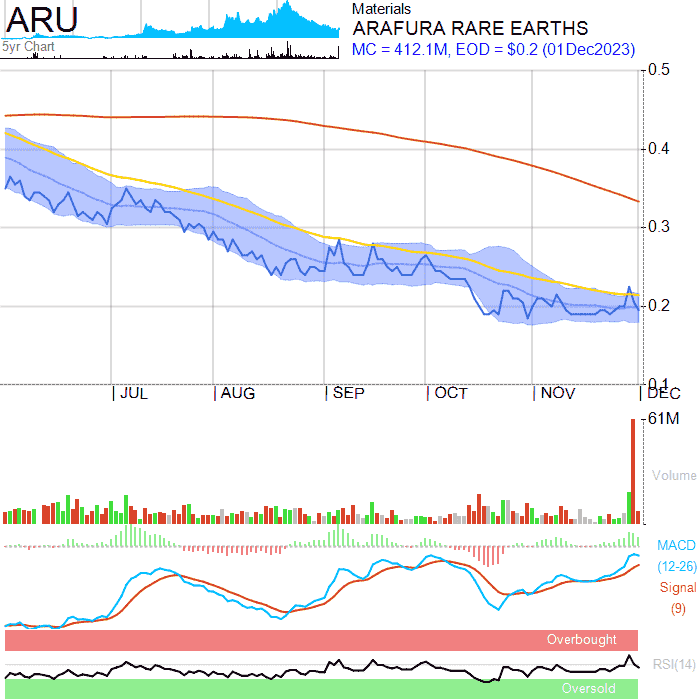 ARU
Materials
ARAFURA RARE EARTHS
MC = 412.1M, EOD = $0.2 (01Dec2023)
5yr Chart
0.5
0.4
0.3
0.2
0.1
JUL AUG SEP OCT NOV DEC
61M
Volume
MACD
(12-26)
Signal
(9)
Overbought
RSI(14)
Oversold